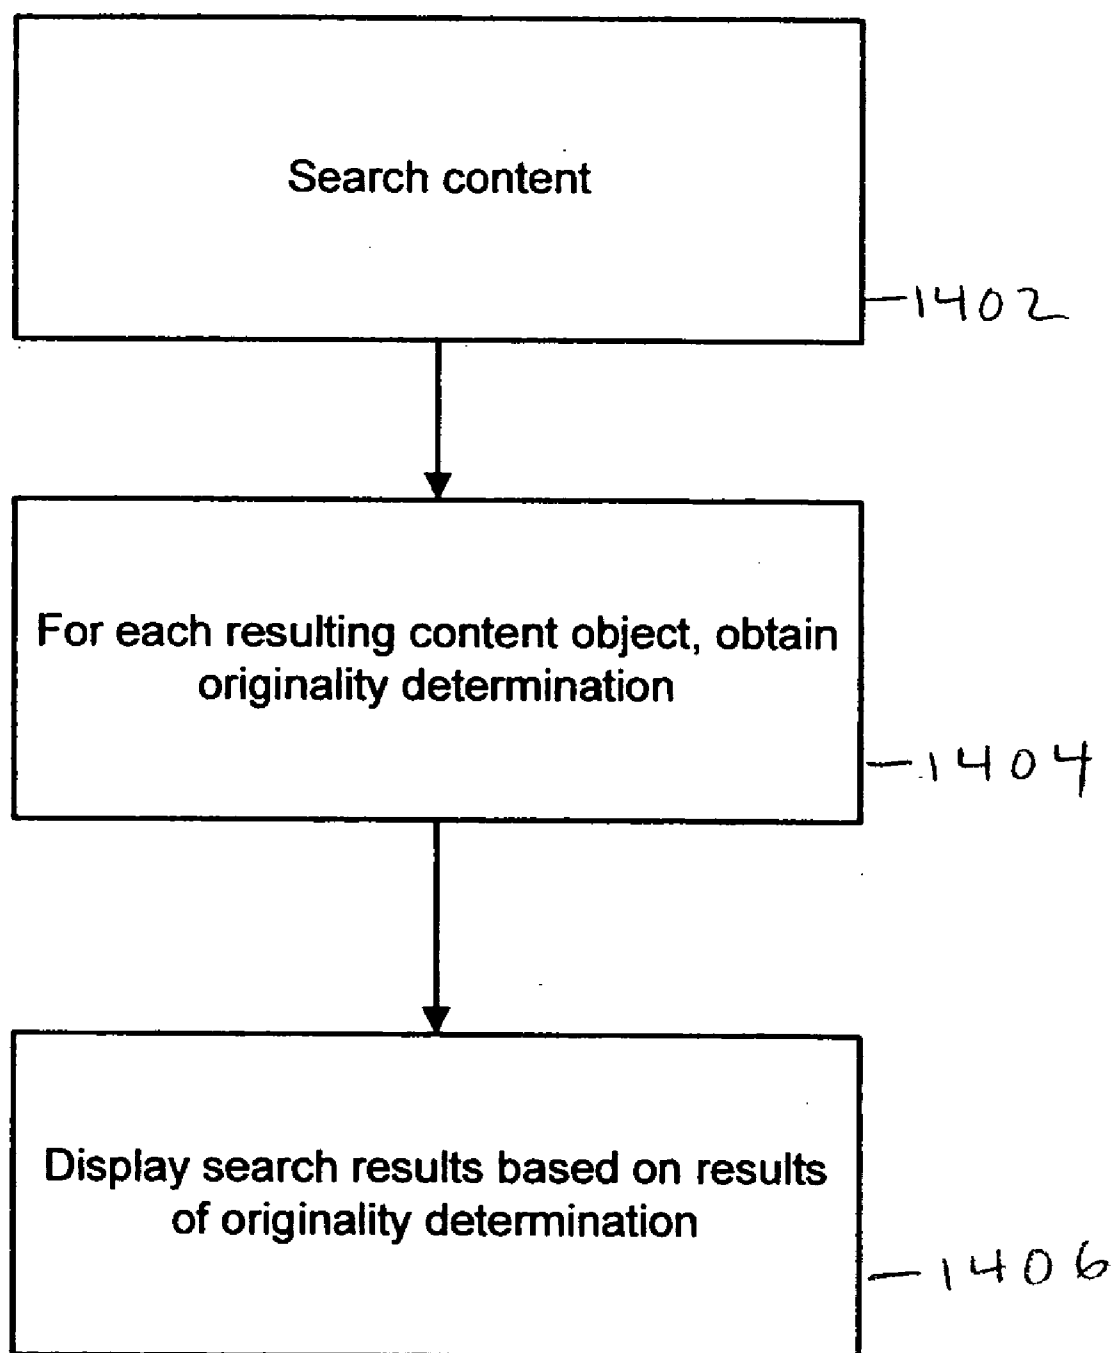 Search content
1402
For each resulting content object, obtain
originality determination
1404
Display search results based on results
of originality determination
1406